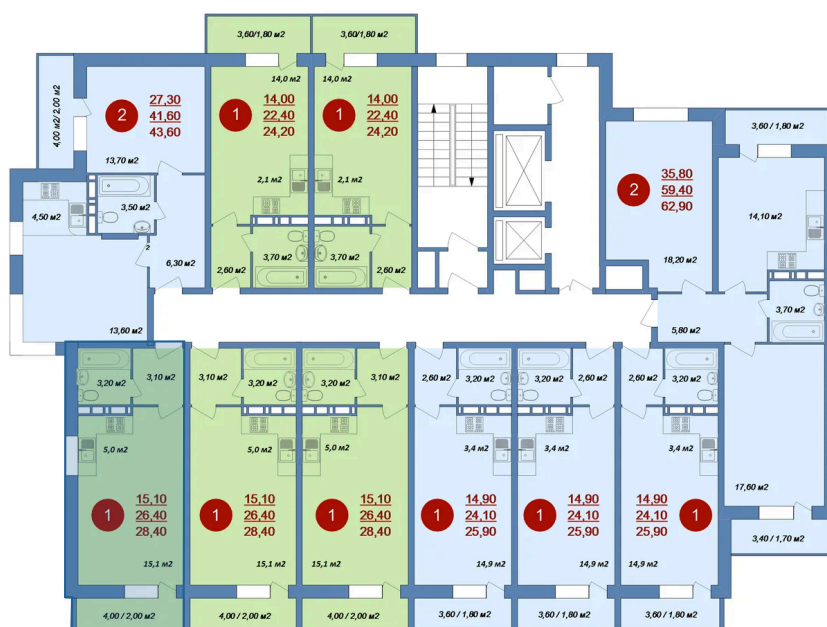 3,60/1,80 м2
3,60/1,80 м2
4,00 м2/ 2,00 м2
2
27,30
41,60
43,60
13,70 м2
14,0 м2
1
14,00
22,40
24,20
2,1 м2
14,0 м2
1
14,00
22,40
24,20
2,1 м2
3,60 / 1,80 м2
2
35,80
59,40
62,90
18,20 м2
14,10 м2
4,50 м2
3,50 м2
2
6,30 м2
13,60 м2
2,60 м2
3,70 м2
3,70 м2
2,60 м2
5,80 м2
3,70 м2
17,60 м2
3,40 / 1,70 м2
3,20 м2
3,10 м2
5,0 м2
1
15,10
26,40
28,40
15,1 м2
4,00 / 2,00 м2
3,10 м2
3,20 м2
5,0 м2
1
15,10
26,40
28,40
15,1 м2
4,00 / 2,00 м2
3,20 м2
3,10 м2
5,0 м2
1
15,10
26,40
28,40
15,1 м2
4,00 / 2,00 м2
2,60 м2
3,20 м2
3,4 м2
1
14,90
24,10
25,90
14,9 м2
3,60 / 1,80 м2
3,20 м2
2,60 м2
3,4 м2
1
14,90
24,10
25,90
14,9 м2
3,60 / 1,80 м2
2,60 м2
3,20 м2
3,4 м2
14,90
24,10
25,90
1
14,9 м2
3,60 / 1,80 м2